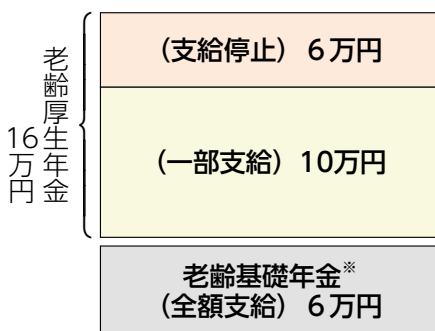 老齢厚生年金
16万円
（支給停止）６万円
（一部支給）10万円
老齢基礎年金※
（全額支給）６万円